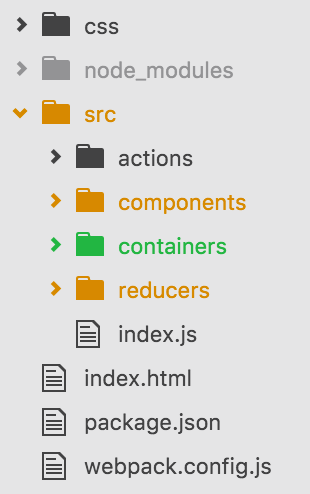 css
node_modules
src
actions
components
containers
reducers
index.js
index.html
package.json
webpack.config.js